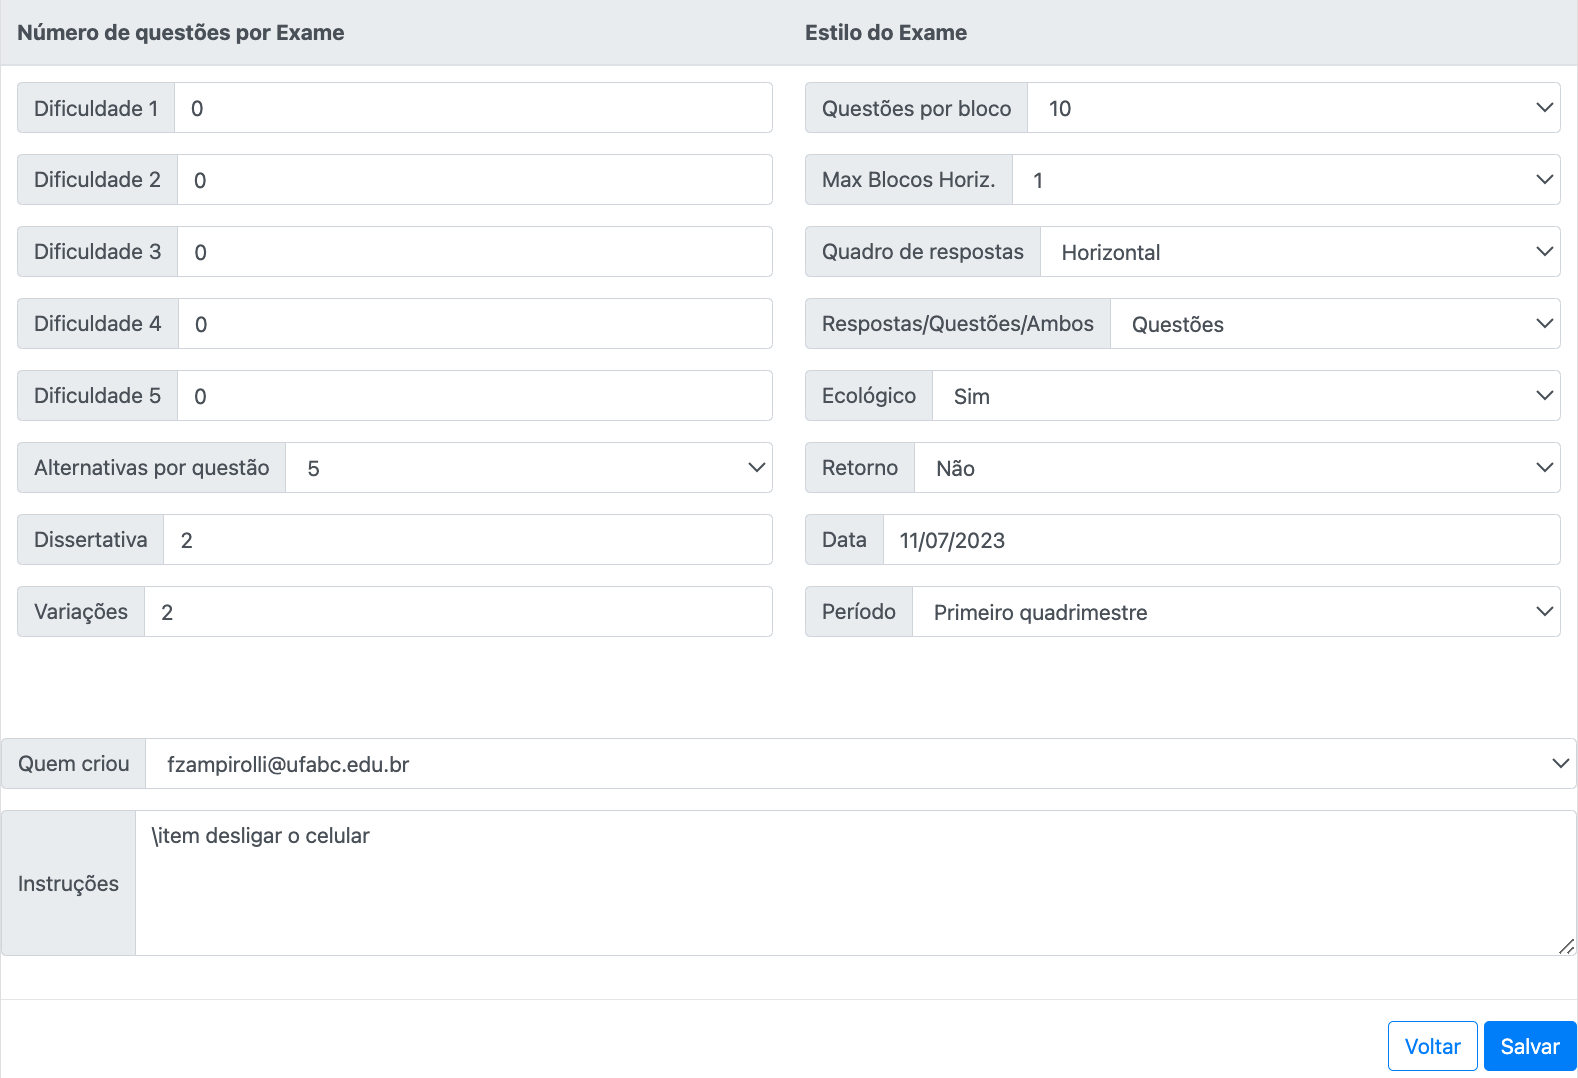 Número de questões por Exame
Estilo do Exame
Dificuldade 1 0
Questões por bloco 10
Dificuldade 2 0
Max Blocos Horiz. 1
Dificuldade 3 0
Quadro de respostas Horizontal
Dificuldade 4 0
Respostas/Questões/Ambos Questões
Dificuldade 5 0
Ecológico Sim
Alternativas por questão 5
Retorno Não
Dissertativa 2
Data 11/07/2023
Variações 2
Período Primeiro quadrimestre
Quem criou fzampirolli@ufabc.edu.br
Instruções \item desligar o celular
Voltar Salvar